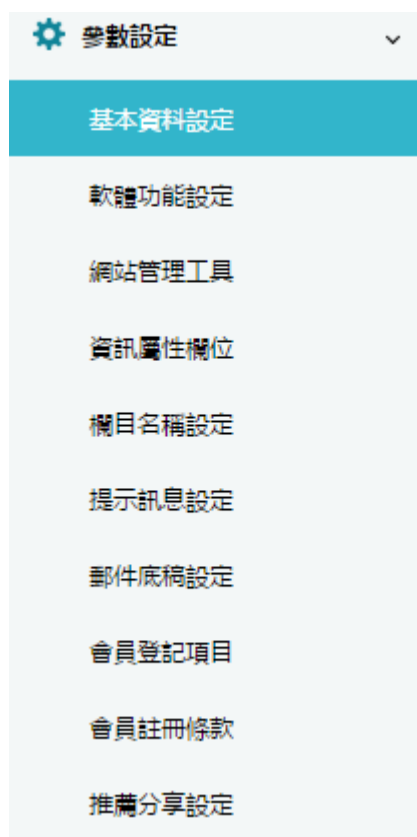 參數設定
基本資料設定
軟體功能設定
網站管理工具
資訊屬性欄位
欄目名稱設定
提示訊息設定
郵件底稿設定
會員登記項目
會員註冊條款
推薦分享設定